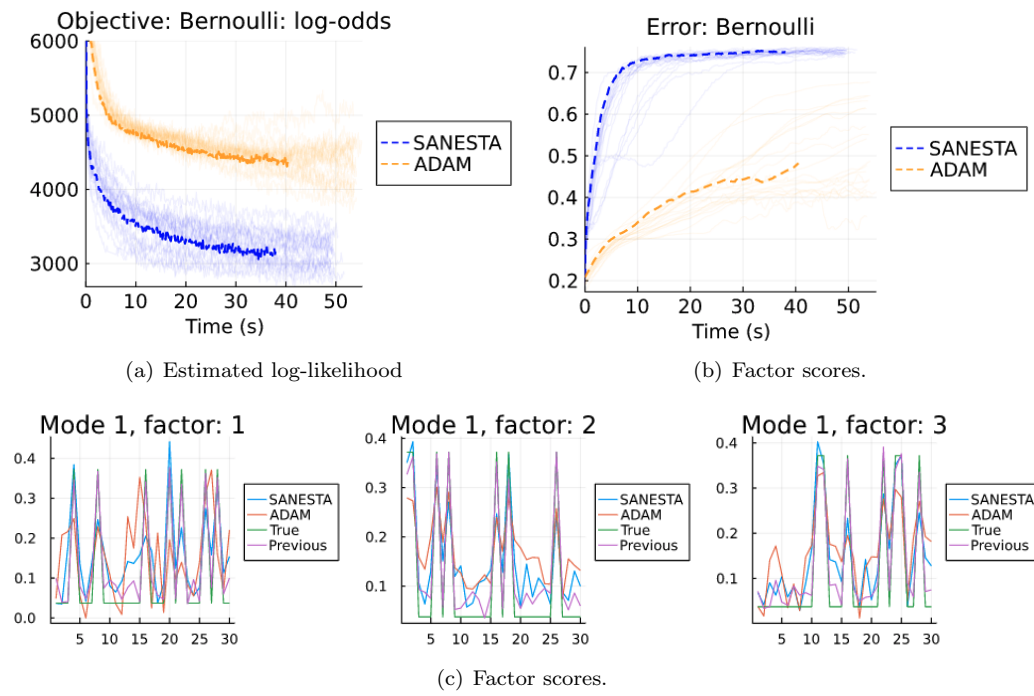 Objective: Bernoulli: log-odds
6000
5000
4000
3000
0 10 20 30 40 50
Time (s)
SANESTA
ADAM
(a) Estimated log-likelihood
Error: Bernoulli
0.7
0.6
0.5
0.4
0.3
0.2
0 10 20 30 40 50
Time (s)
SANESTA
ADAM
(b) Factor scores.
Mode 1, factor: 1
0.4
0.3
0.2
0.1
0.0
5 10 15 20 25 30
SANESTA
ADAM
True
Previous
Mode 1, factor: 2
0.4
0.3
0.2
0.1
5 10 15 20 25 30
SANESTA
ADAM
True
Previous
Mode 1, factor: 3
0.4
0.3
0.2
0.1
5 10 15 20 25 30
SANESTA
ADAM
True
Previous
(c) Factor scores.